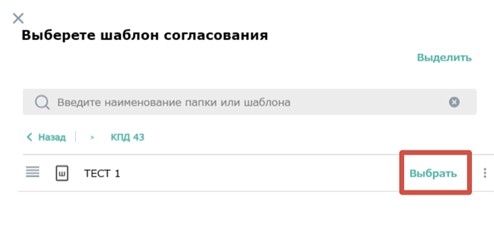 Выберете шаблон согласования
Выделить
Введите наименование папки или шаблона
Назад > КПД 43
ш ТЕСТ 1 Выбрать